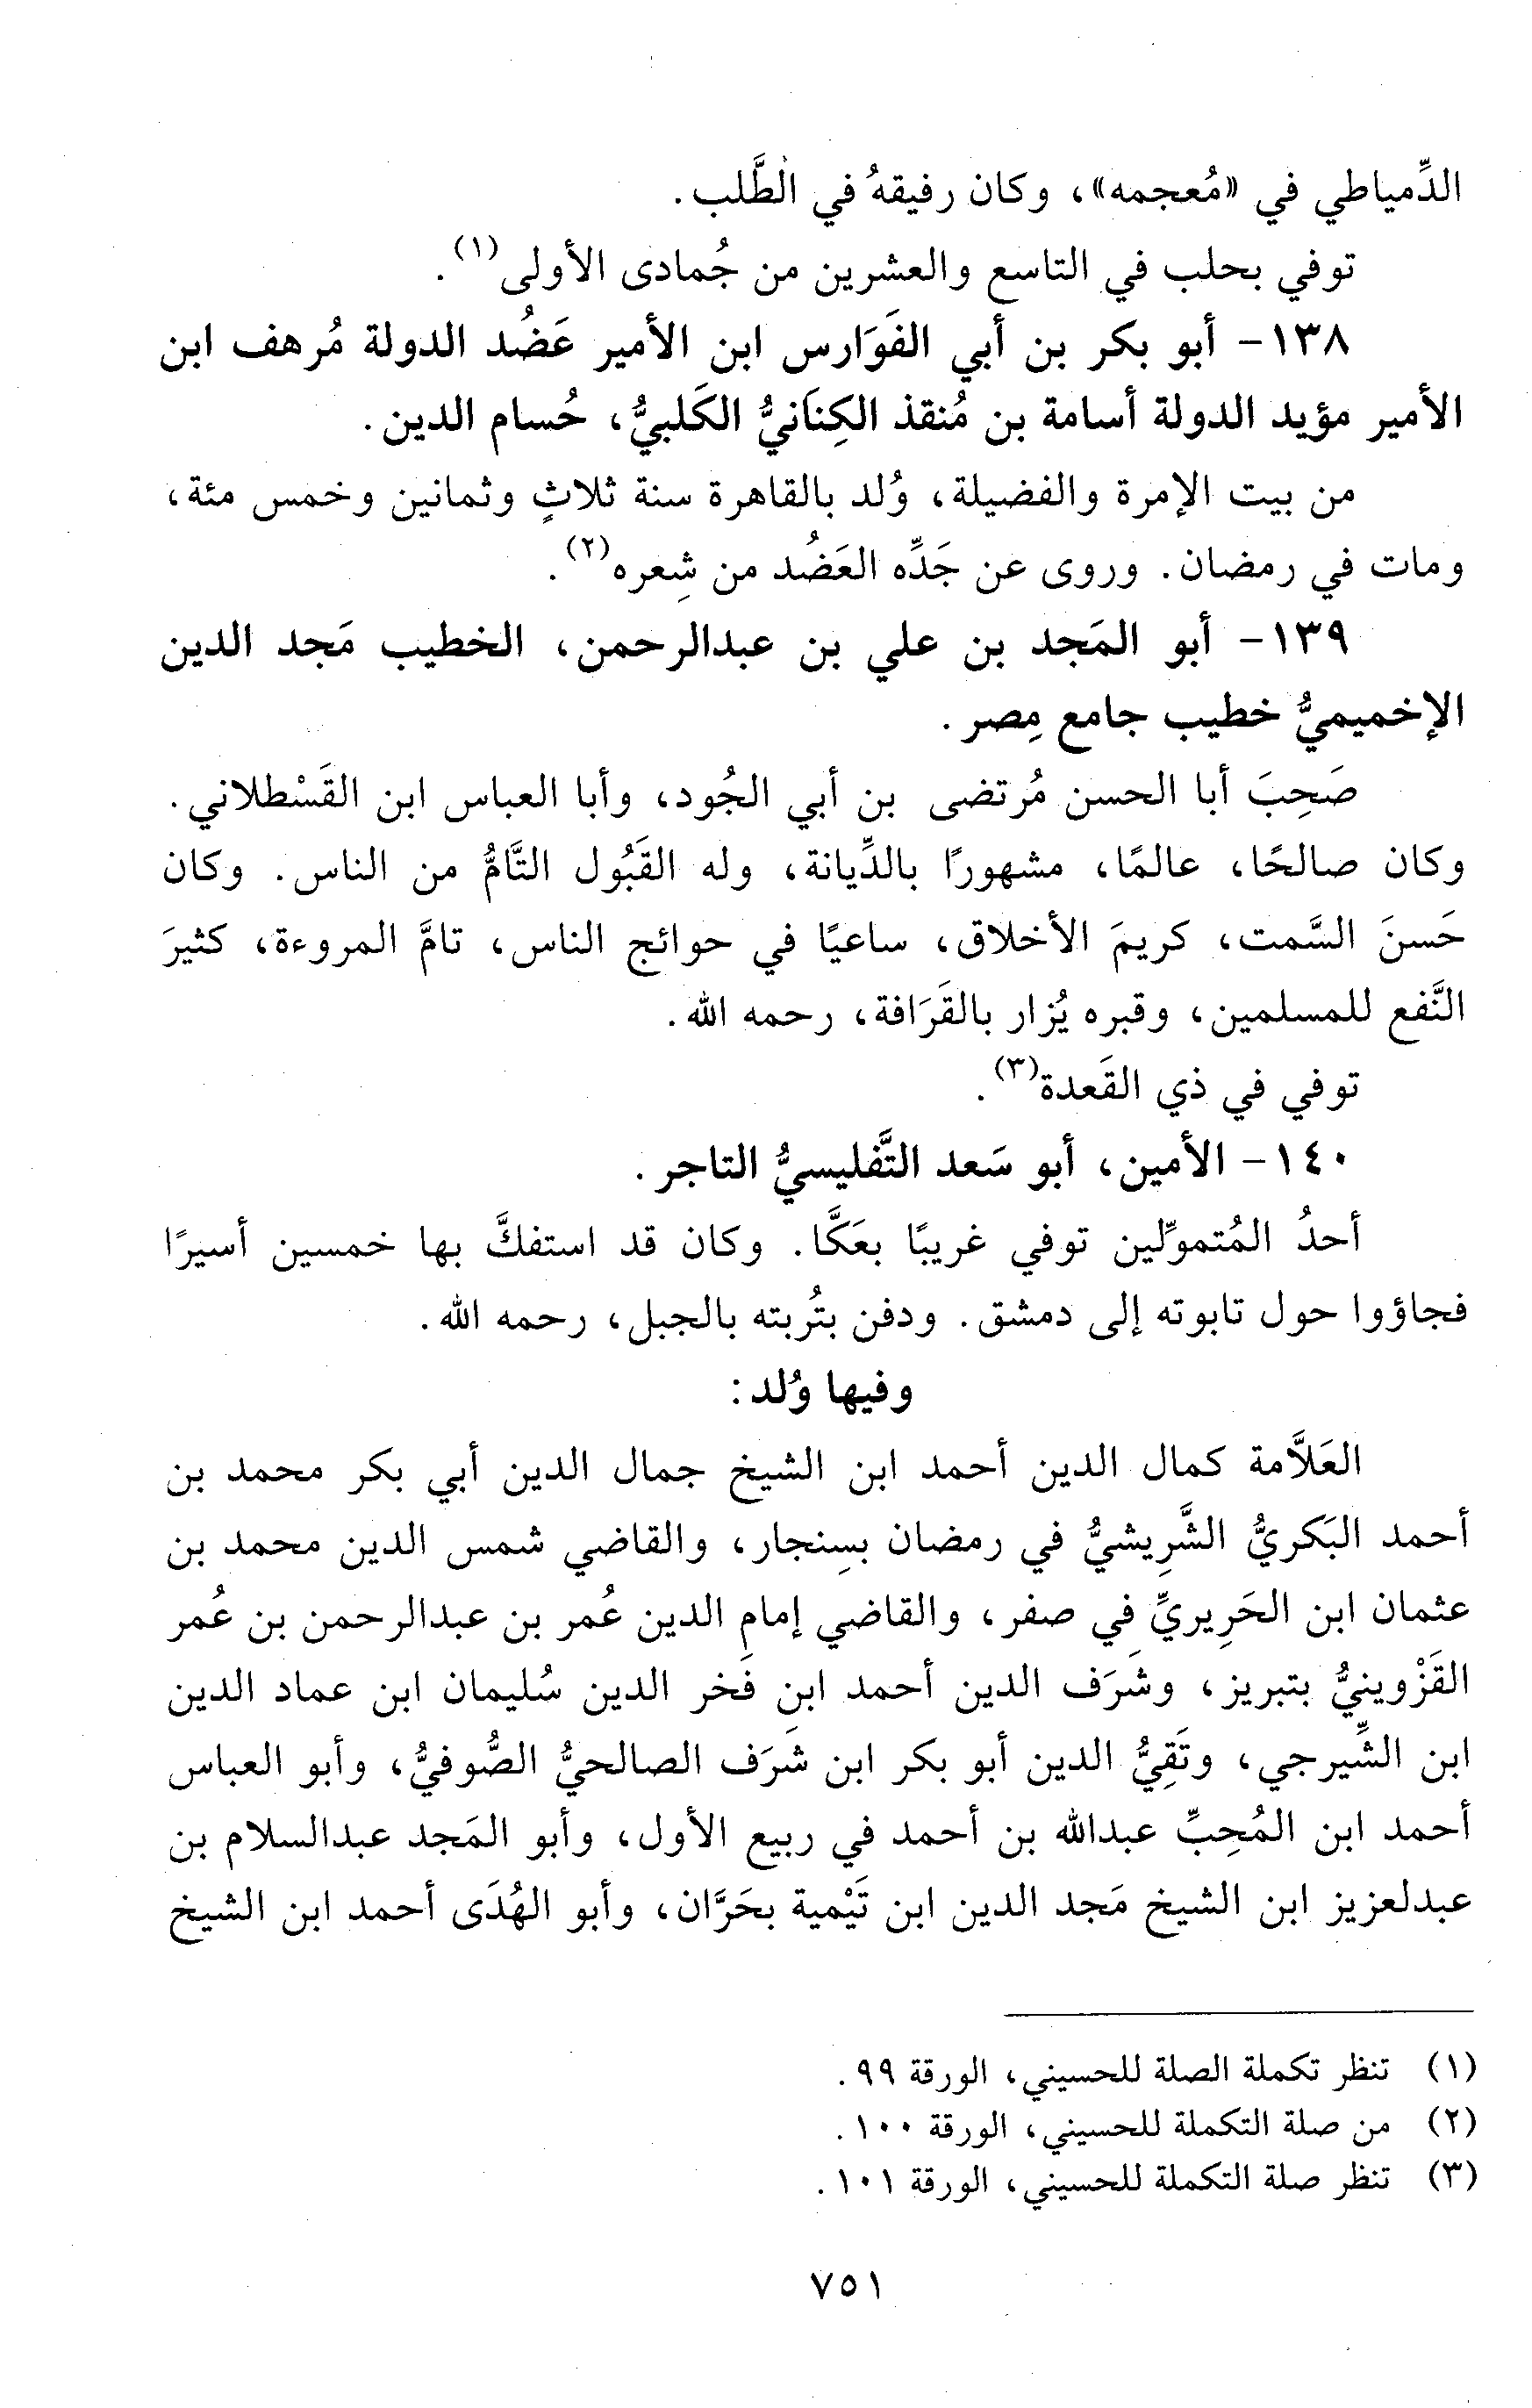 الدِّمياطي في «مُعجمه»، وكان رفيقهُ في الطَّلب.
توفي بحلب في التاسع والعشرين من جُمادى الأولى(١).
١٣٨- أبو بكر بن أبي الفَوَارس ابن الأمير عَضُد الدولة مُرهف ابن
الأمير مؤيد الدولة أسامة بن مُنقذ الكِنَانيُّ الكَلبيُّ، حُسام الدين.
من بيت الإمرة والفضيلة، وُلد بالقاهرة سنة ثلاثٍ وثمانين وخمس مئة،
ومات في رمضان. وروى عن جَدِّه العَضُد من شِعره(٢).
١٣٩- أبو المَجد بن علي بن عبدالرحمن، الخطيب مَجد الدين
الإخميميُّ خطيب جامع مِصر.
صَحِبَ أبا الحسن مُرتضى بن أبي الجُود، وأبا العباس ابن القَسْطلاني.
وكان صالحًا، عالمًا، مشهورًا بالدِّيانة، وله القَبُول التَّامُّ من الناس. وكان
حَسنَ السَّمت، كريمَ الأخلاق، ساعيًا في حوائج الناس، تامَّ المروءة، كثيرَ
النَّفع للمسلمين، وقبره يُزار بالقَرَافة، رحمه الله.
توفي في ذي القَعدة(٣).
١٤٠- الأمين، أبو سَعد التَّفليسيُّ التاجر.
أحدُ المُتموِّلين توفي غريبًا بعَكَّا. وكان قد استفكَّ بها خمسين أسيرًا
فجاؤوا حول تابوته إلى دمشق. ودفن بتُربته بالجبل، رحمه الله.
وفيها وُلد:
العَلاَّمة كمال الدين أحمد ابن الشيخ جمال الدين أبي بكر محمد بن
أحمد البَكريُّ الشَّرِيشيُّ في رمضان بسِنجار، والقاضي شمس الدين محمد بن
عثمان ابن الحَرِيريِّ في صفر، والقاضي إمام الدين عُمر بن عبدالرحمن بن عُمر
القَزْوينيُّ بتبريز، وشَرَف الدين أحمد ابن فَخر الدين سُليمان ابن عماد الدين
ابن الشِّيرجي، وتَقِيُّ الدين أبو بكر ابن شَرَف الصالحيُّ الصُّوفيُّ، وأبو العباس
أحمد ابن المُحِبِّ عبدالله بن أحمد في ربيع الأول، وأبو المَجد عبدالسلام بن
عبدلعزيز ابن الشيخ مَجد الدين ابن تَيْمية بحَرَّان، وأبو الهُدَى أحمد ابن الشيخ
(١) تنظر تكملة الصلة للحسيني، الورقة ٩٩.
(٢) من صلة التكملة للحسيني، الورقة ١٠٠.
(٣) تنظر صلة التكملة للحسيني، الورقة ١٠١.
٧٥١